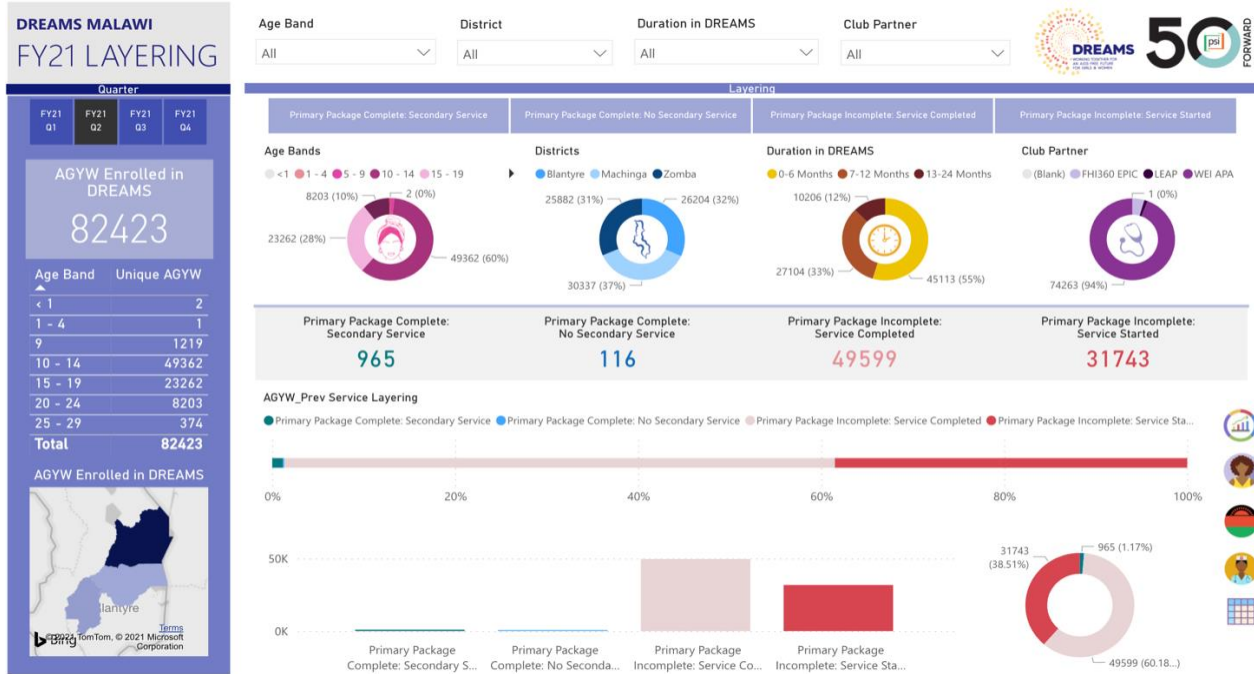 DREAMS MALAWI
FY21 LAYERING
Age Band
All
District
All
Duration in DREAMS
All
Club Partner
All
DREAMS
50
psi
FORWARD
Quarter
FY21 Q1
FY21 Q2
FY21 Q3
FY21 Q4
AGYW Enrolled in
DREAMS
82423
Age Band Unique AGYW
< 1 2
1 - 4 1
9 1219
10 - 14 49362
15 - 19 23262
20 - 24 8203
25 - 29 374
Total 82423
AGYW Enrolled in DREAMS
lantyre
Terms
Bing
© 2021 TomTom, © 2021 Microsoft
Corporation
Layering
Primary Package Complete: Secondary Service
Primary Package Complete: No Secondary Service
Primary Package Incomplete: Service Completed
Primary Package Incomplete: Service Started
Age Bands
<1 1 - 4 5 - 9 10 - 14 15 - 19
8203 (10%)
2 (0%)
23262 (28%)
49362 (60%)
Districts
Blantyre Machinga Zomba
25882 (31%)
26204 (32%)
30337 (37%)
Duration in DREAMS
0-6 Months 7-12 Months 13-24 Months
10206 (12%)
27104 (33%)
45113 (55%)
Club Partner
(Blank) FHI360 EPIC LEAP WEI APA
1 (0%)
74263 (94%)
Primary Package Complete:
Secondary Service
965
Primary Package Complete:
No Secondary Service
116
Primary Package Incomplete:
Service Completed
49599
Primary Package Incomplete:
Service Started
31743
AGYW_Prev Service Layering
Primary Package Complete: Secondary Service Primary Package Complete: No Secondary Service Primary Package Incomplete: Service Completed Primary Package Incomplete: Service Sta...
0% 20% 40% 60% 80% 100%
50K
0K
Primary Package
Complete: Secondary S...
Primary Package
Complete: No Seconda...
Primary Package
Incomplete: Service Co...
Primary Package
Incomplete: Service Sta...
31743
(38.51%)
965 (1.17%)
49599 (60.18...)